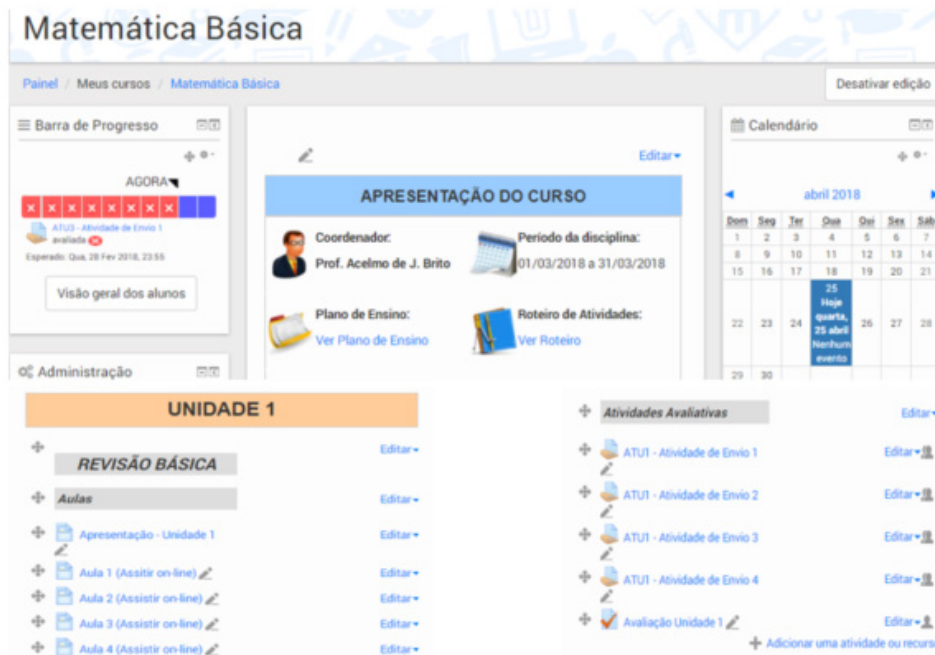 Matemática Básica
Painel / Meus cursos / Matemática Básica
Desativar edição
Barra de Progresso
AGORA
ATU3 - Atividade de Envio 1
avaliada
Esperado: Qua, 28 Fev 2018, 23:55
Visão geral dos alunos
Administração
Editar
APRESENTAÇÃO DO CURSO
Coordenador:
Prof. Acelmo de J. Brito
Período da disciplina:
01/03/2018 a 31/03/2018
Plano de Ensino:
Ver Plano de Ensino
Roteiro de Atividades:
Ver Roteiro
Calendário
abril 2018
Dom Seg Ter Qua Qui Sex Sáb
1 2 3 4 5 6 7
8 9 10 11 12 13 14
15 16 17 18 19 20 21
22 23 24 25 Hoje quarta, 25 abril Nenhum evento 26 27 28
29 30
UNIDADE 1
Editar
REVISÃO BÁSICA
Aulas Editar
Apresentação - Unidade 1 Editar
Aula 1 (Assitir on-line) Editar
Aula 2 (Assistir on-line) Editar
Aula 3 (Assistir on-line) Editar
Aula 4 (Assistir on-line) Editar
Atividades Avaliativas Editar
ATU1 - Atividade de Envio 1 Editar
ATU1 - Atividade de Envio 2 Editar
ATU1 - Atividade de Envio 3 Editar
ATU1 - Atividade de Envio 4 Editar
Avaliação Unidade 1 Editar
Adicionar uma atividade ou recurso